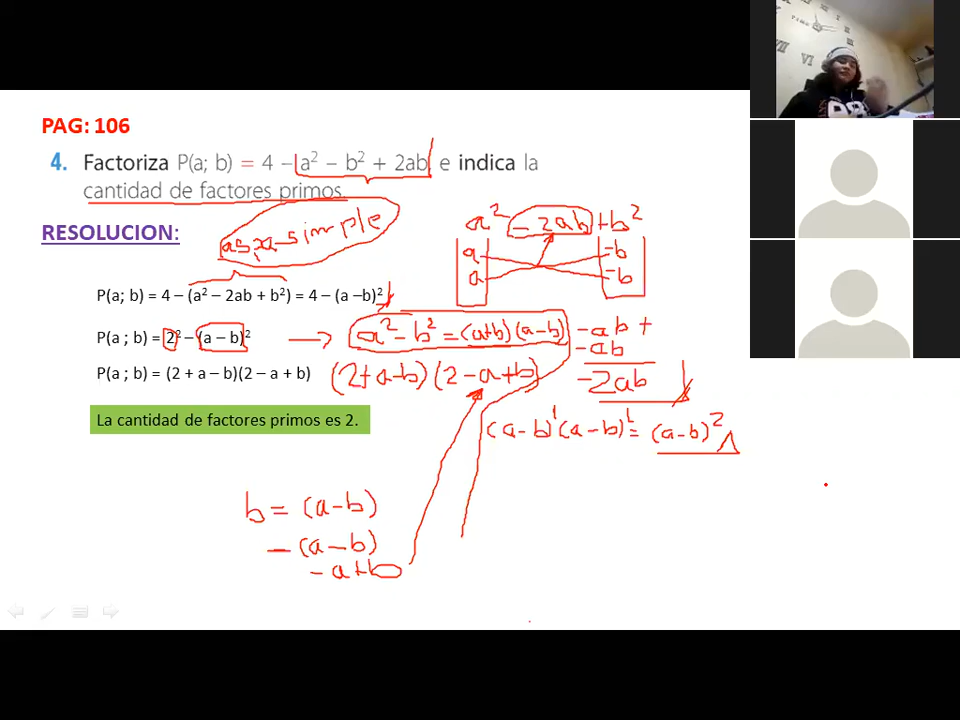 PAG: 106
4. Factoriza P(a; b) = 4 – a² – b² + 2ab e indica la
cantidad de factores primos.
RESOLUCION:
aspa simple
a² – 2ab + b²
a –b
a –b
P(a; b) = 4 – (a² – 2ab + b²) = 4 – (a –b)²
–ab +
–ab
–2ab
P(a ; b) = 2² – (a – b)²
a² – b² = (a+b)(a–b)
P(a ; b) = (2 + a – b)(2 – a + b)
(2+a–b)(2–a+b)
(a–b)¹(a–b)¹ = (a–b)²
La cantidad de factores primos es 2.
b = (a–b)
– (a–b)
– a+b